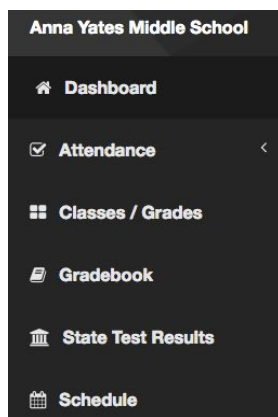 Anna Yates Middle School
Dashboard
Attendance
Classes / Grades
Gradebook
State Test Results
Schedule